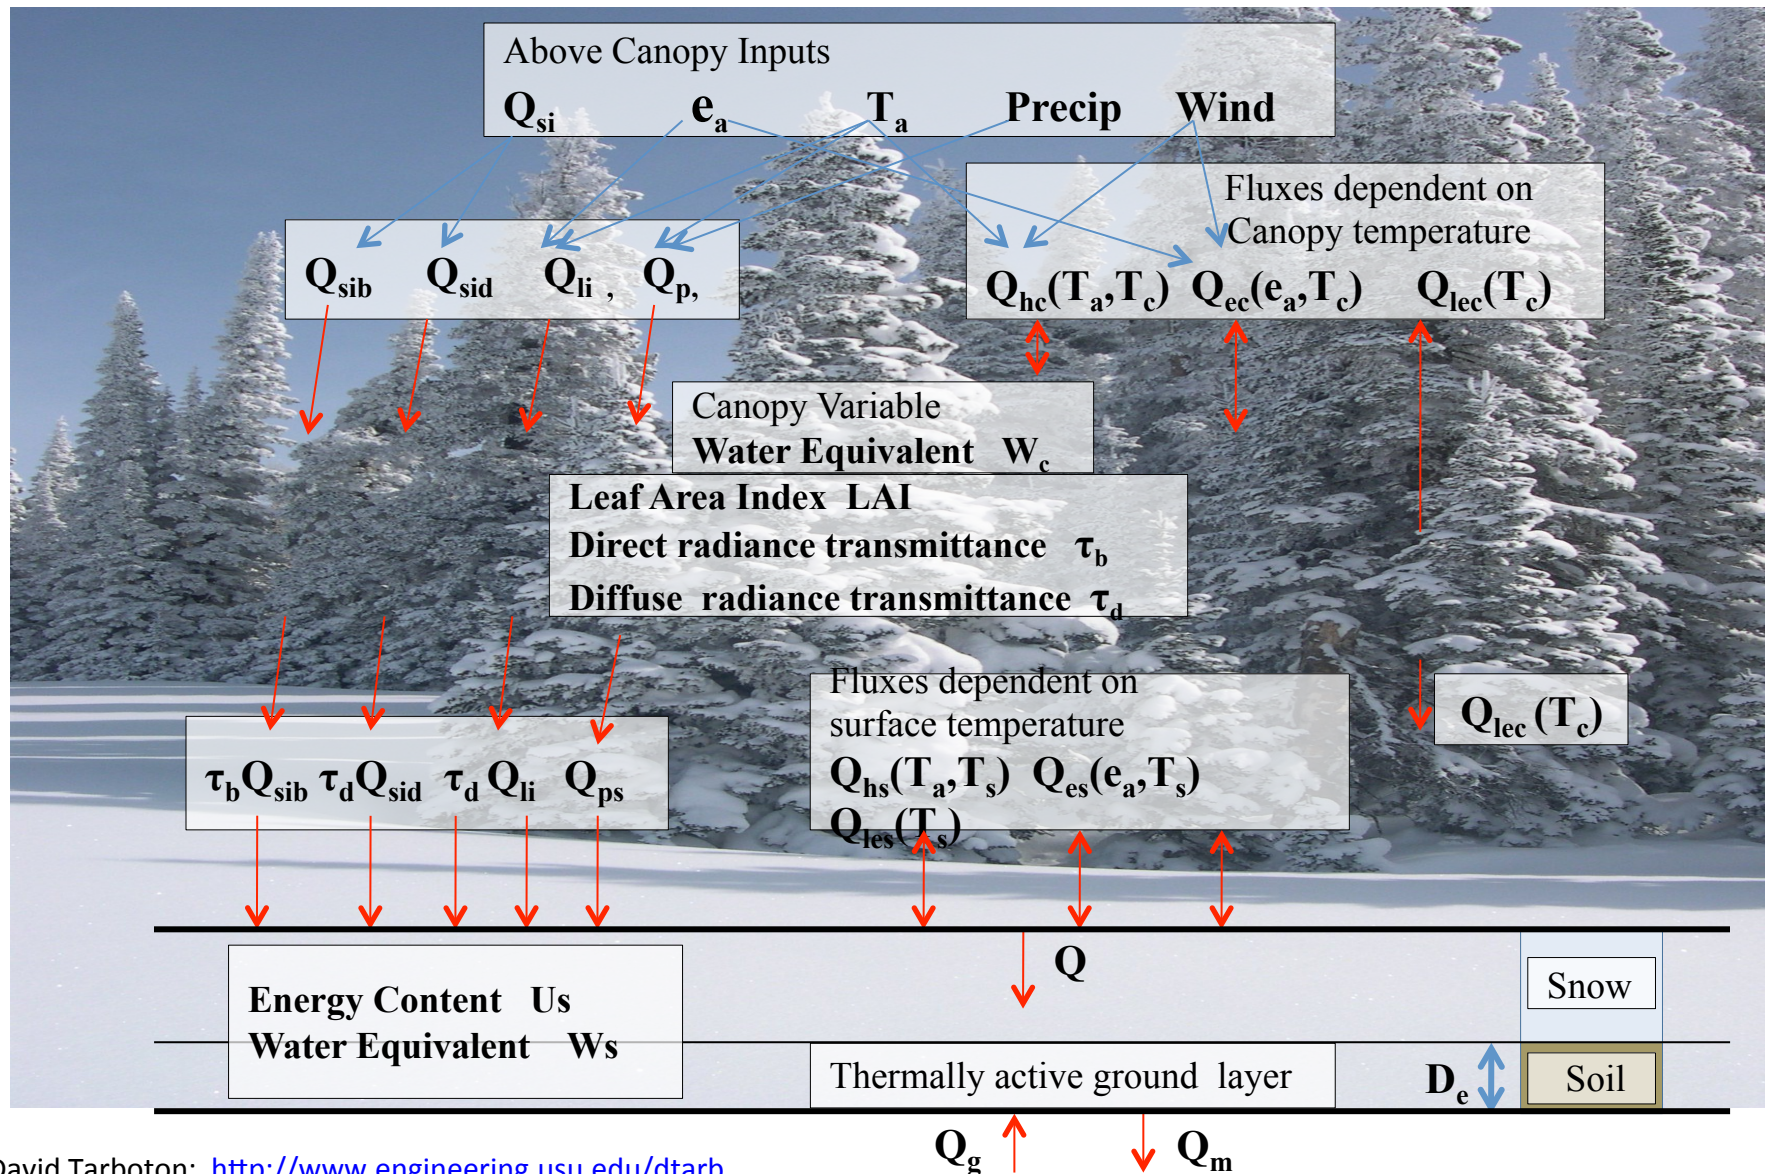 Above Canopy Inputs
Qsi ea Ta Precip Wind
Fluxes dependent on
Canopy temperature
Qsib Qsid Qli , Qp,
Qhc(Ta,Tc) Qec(ea,Tc) Qlec(Tc)
Canopy Variable
Water Equivalent Wc
Leaf Area Index LAI
Direct radiance transmittance τb
Diffuse radiance transmittance τd
Fluxes dependent on
surface temperature
Qhs(Ta,Ts) Qes(ea,Ts)
Qles(Ts)
Qlec (Tc)
τbQsib τdQsid τd Qli Qps
Q
Energy Content Us
Water Equivalent Ws
Snow
Thermally active ground layer
De
Soil
Qg Qm
David Tarboton: http://www.engineering.usu.edu/dtarb